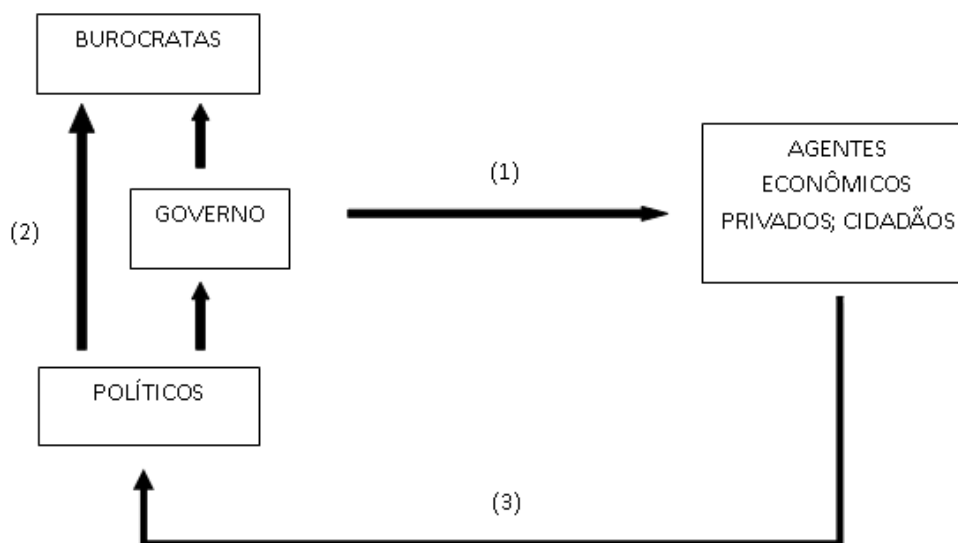 BUROCRATAS
(1)
AGENTES
ECONÔMICOS
PRIVADOS; CIDADÃOS
GOVERNO
(2)
POLÍTICOS
(3)